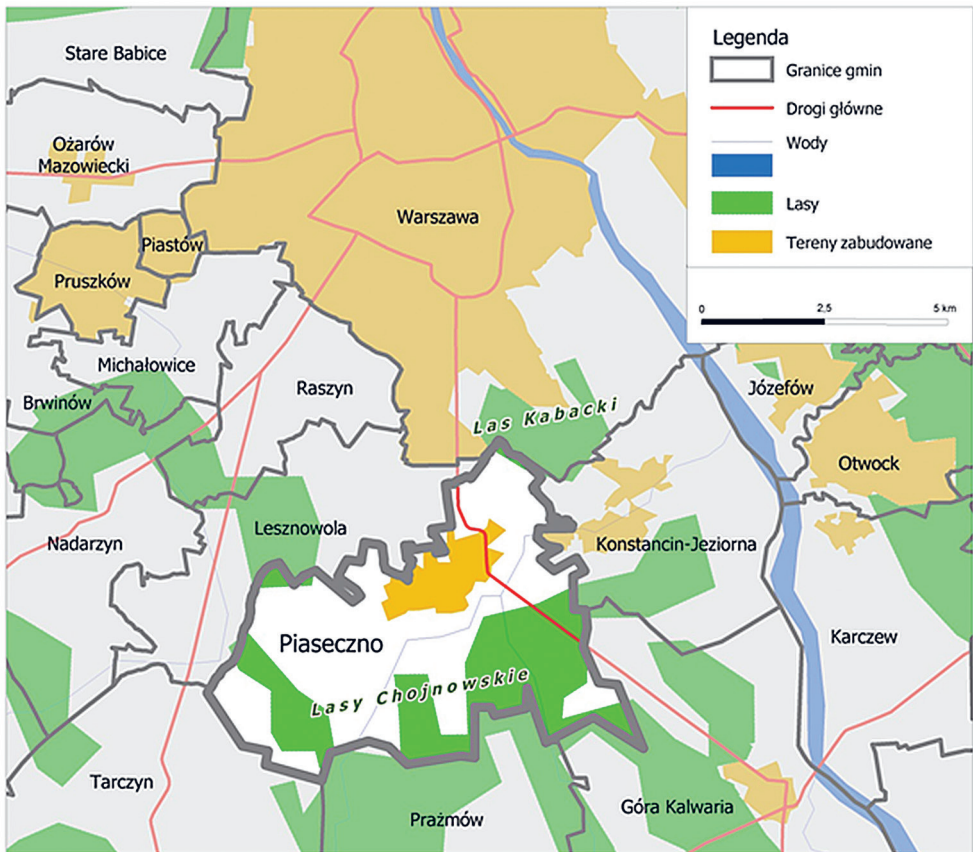 Stare Babice
Ożarów
Mazowiecki
Piastów
Pruszków
Warszawa
Michałowice
Brwinów
Raszyn
Las Kabacki
Józefów
Otwock
Nadarzyn
Lesznowola
Konstancin-Jeziorna
Karczew
Piaseczno
Lasy Chojnowskie
Tarczyn
Prażmów
Góra Kalwaria
Legenda
Granice gmin
Drogi główne
Wody
Lasy
Tereny zabudowane
0 2,5 5 km